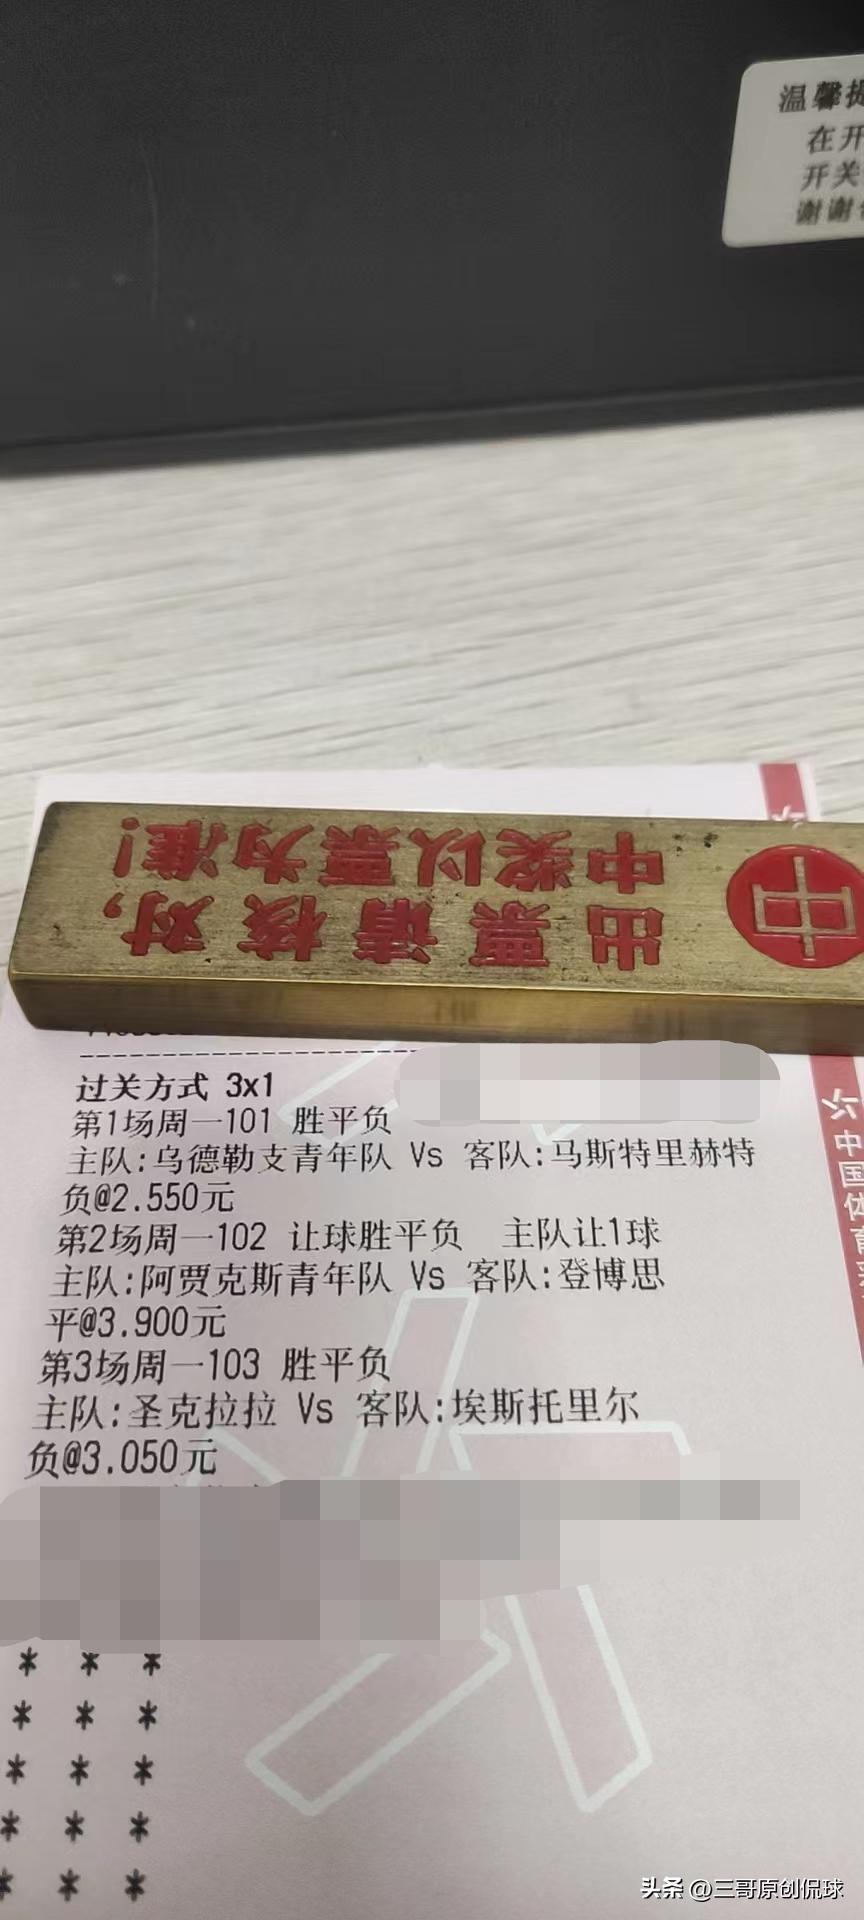 温馨提
在开
开关
谢谢
出票请核对,
中奖以票为准!
过关方式 3x1
第1场周一101 胜平负
主队:乌德勒支青年队 Vs 客队:马斯特里赫特
负@2.550元
第2场周一102 让球胜平负 主队让1球
主队:阿贾克斯青年队 Vs 客队:登博思
平@3.900元
第3场周一103 胜平负
主队:圣克拉拉 Vs 客队:埃斯托里尔
负@3.050元
中国体育
* * *
* * *
* * *
* * *
* * *
头条 @三哥原创侃球